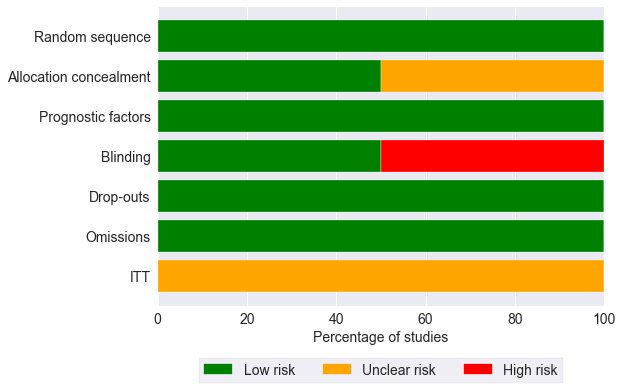 Random sequence
Allocation concealment
Prognostic factors
Blinding
Drop-outs
Omissions
ITT
0 20 40 60 80 100
Percentage of studies
Low risk Unclear risk High risk